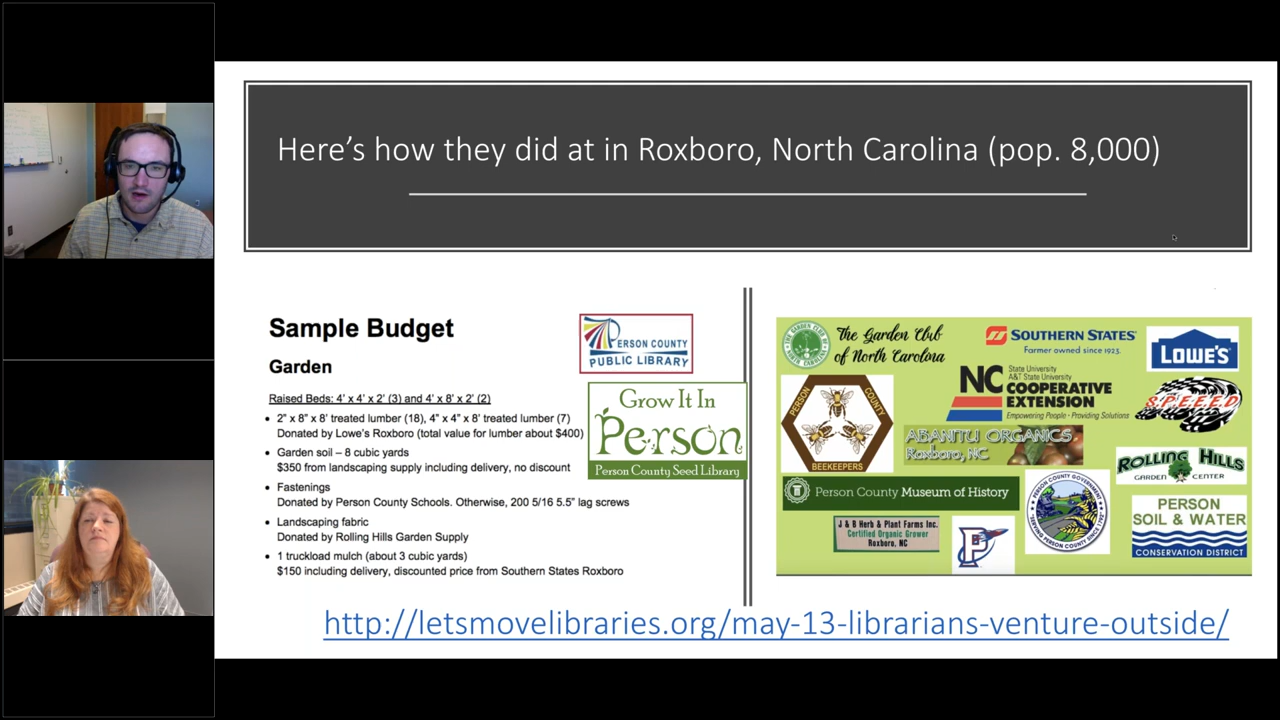 Here's how they did at in Roxboro, North Carolina (pop. 8,000)
Sample Budget
Garden
Raised Beds: 4' x 4' x 2' (3) and 4' x 8' x 2' (2)
• 2" x 8" x 8' treated lumber (18), 4" x 4" x 8' treated lumber (7)
Donated by Lowe's Roxboro (total value for lumber about $400)
• Garden soil – 8 cubic yards
$350 from landscaping supply including delivery, no discount
• Fastenings
Donated by Person County Schools. Otherwise, 200 5/16 5.5" lag screws
• Landscaping fabric
Donated by Rolling Hills Garden Supply
• 1 truckload mulch (about 3 cubic yards)
$150 including delivery, discounted price from Southern States Roxboro
PERSON COUNTY
PUBLIC LIBRARY
Grow It In
Person
Person County Seed Library
The Garden Club
of North Carolina
SOUTHERN STATES
Farmer owned since 1923.
LOWE'S
PERSON
COUNTY
BEEKEEPERS
NC
State University
A&T State University
COOPERATIVE
EXTENSION
Empowering People • Providing Solutions
S.P.E.E.E.D
ABANITU ORGANICS
Roxboro, NC
ROLLING HILLS
GARDEN CENTER
Person County Museum of History
PERSON COUNTY GOVERNMENT
J & B Herb & Plant Farms Inc.
Certified Organic Grower
Roxboro, NC
P
PERSON
SOIL & WATER
CONSERVATION DISTRICT
http://letsmovelibraries.org/may-13-librarians-venture-outside/